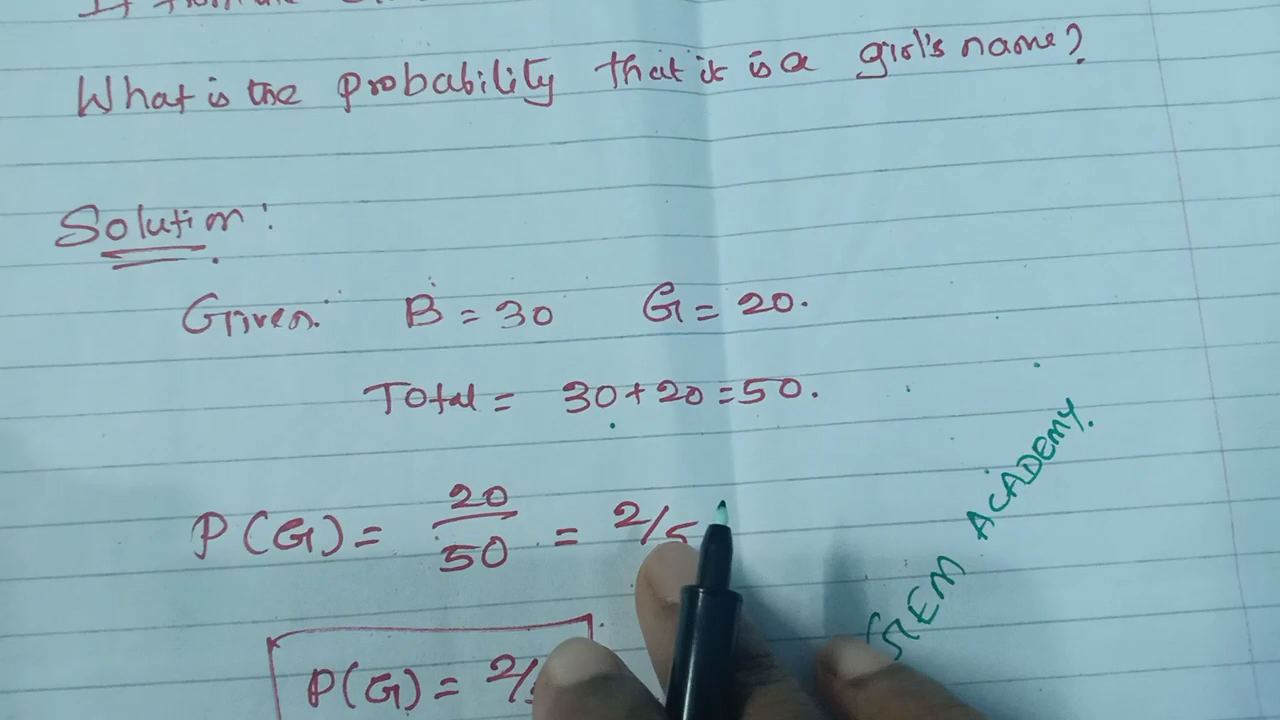 What is the probability that it is a girl's name?
Solution:
Given: B = 30 G = 20.
Total = 30 + 20 = 50.
P(G) = 20/50 = 2/5
P(G) = 2/
STEM ACADEMY.